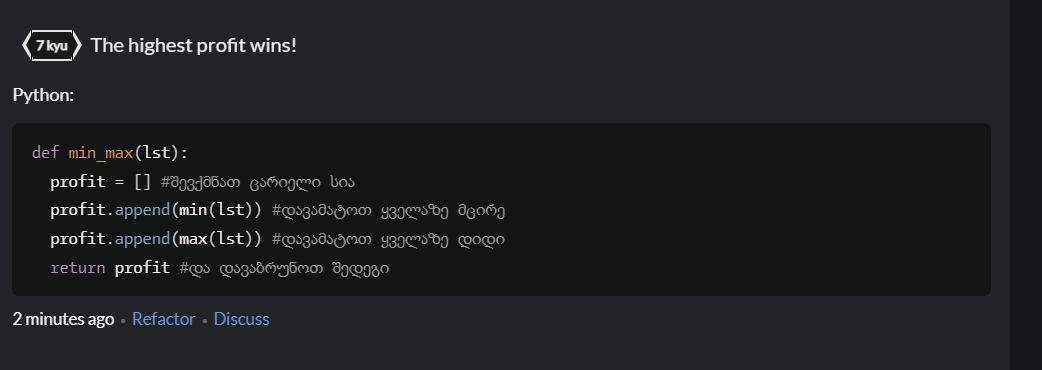 7 kyu The highest profit wins!
Python:
def min_max(lst):
profit = [] #შევქმნათ ცარიელი სია
profit.append(min(lst)) #დავამატოთ ყველაზე მცირე
profit.append(max(lst)) #დავამატოთ ყველაზე დიდი
return profit #და დავაბრუნოთ შედეგი
2 minutes ago • Refactor • Discuss